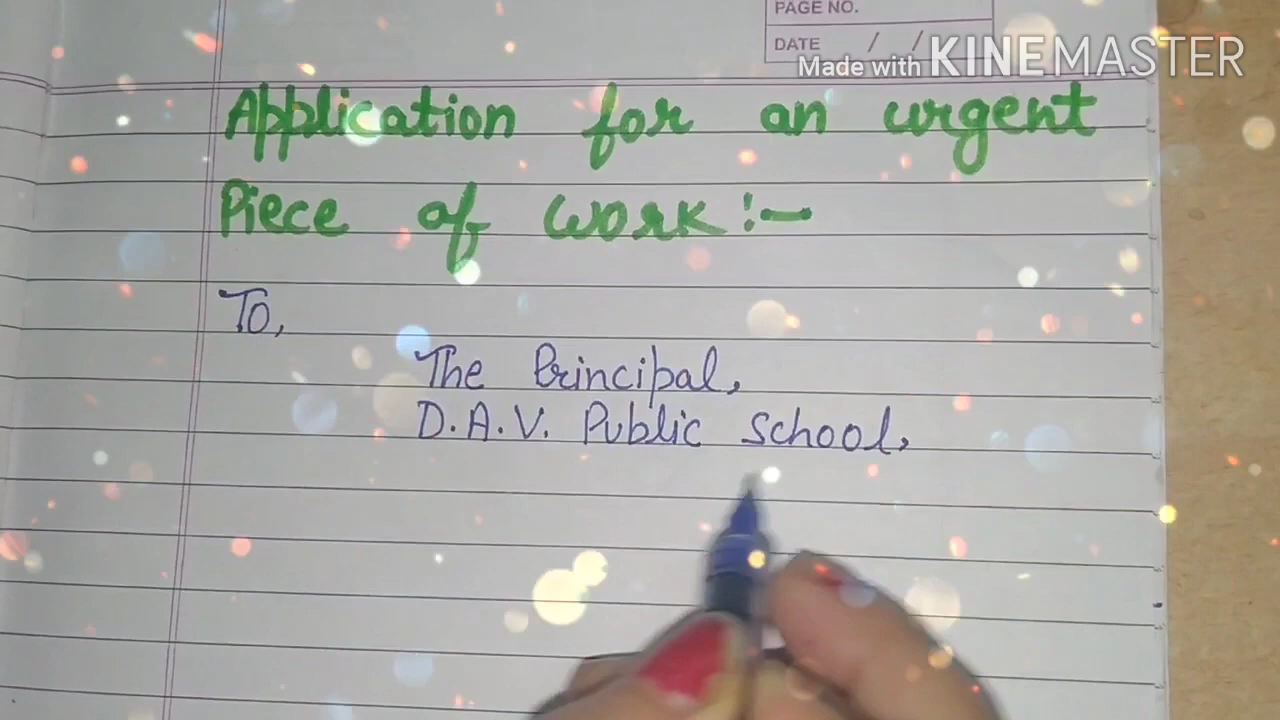 PAGE NO.
DATE / /
Made with KINEMASTER
Application for an urgent
Piece of work :-
To,
The Principal,
D.A.V. Public School,